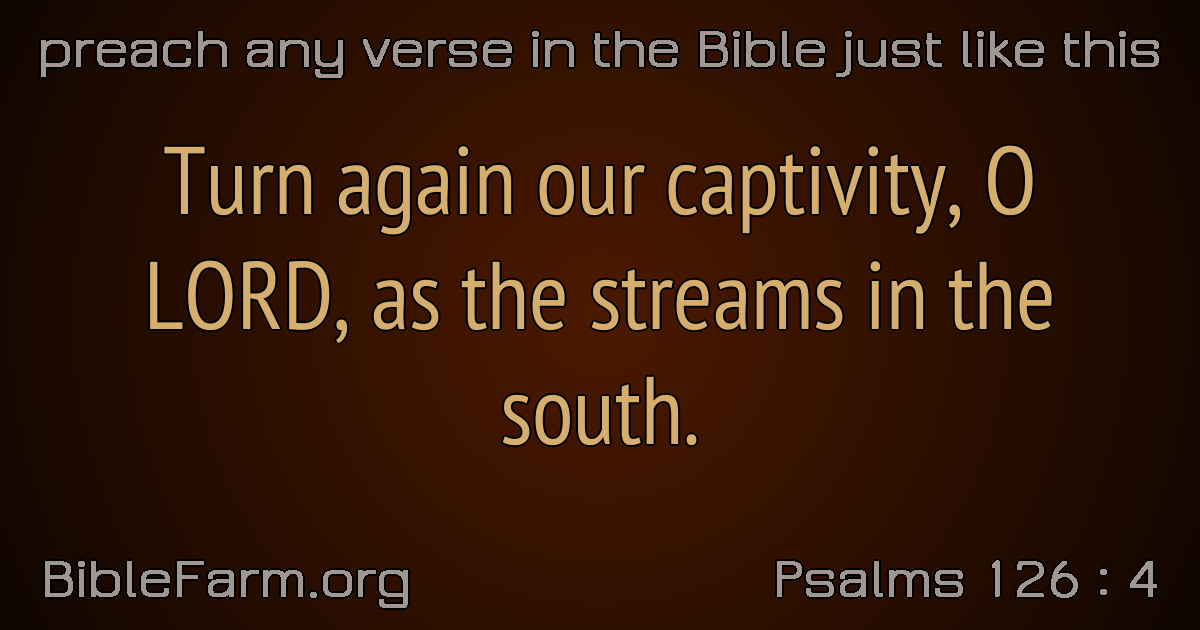 preach any verse in the Bible just like this
Turn again our captivity, O
LORD, as the streams in the
south.
BibleFarm.org
Psalms 126 : 4